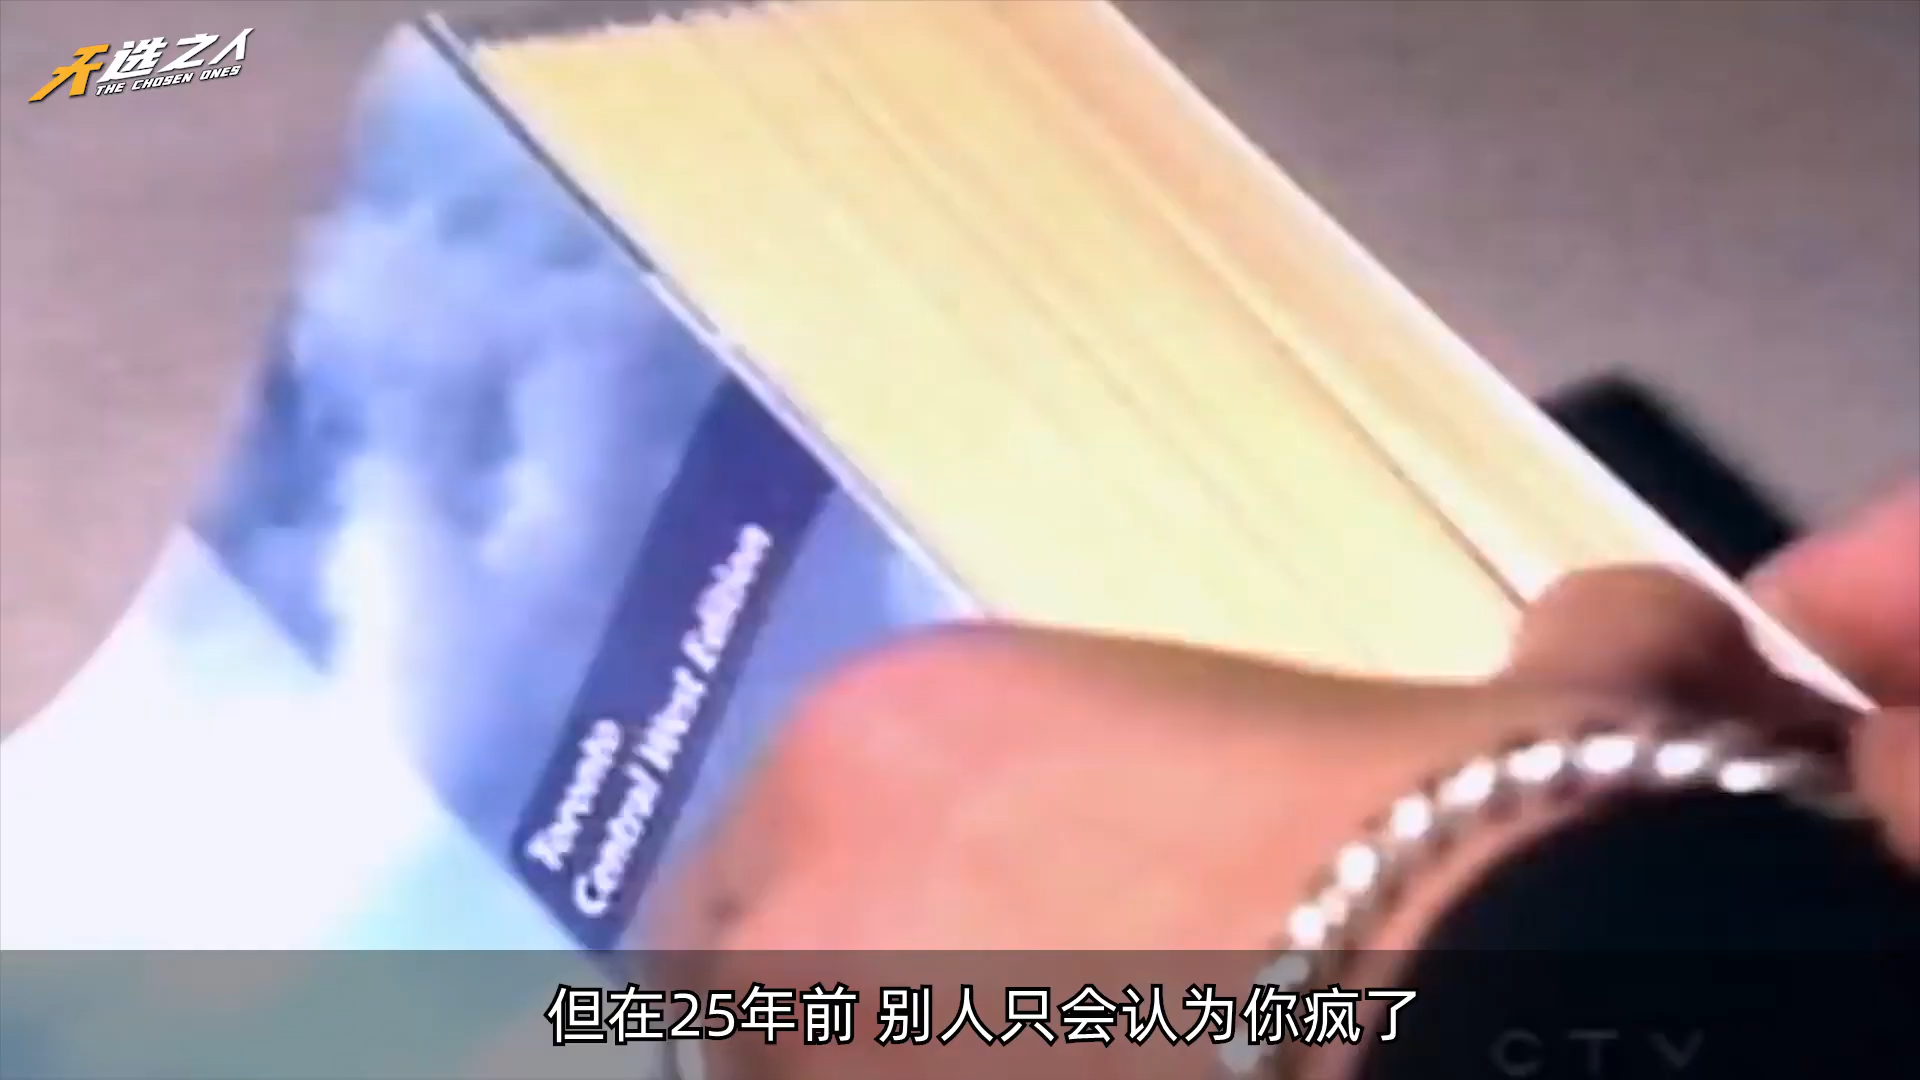 天选之人
THE CHOSEN ONES
Toronto
Central West Edition
但在25年前 别人只会认为你疯了
CTV